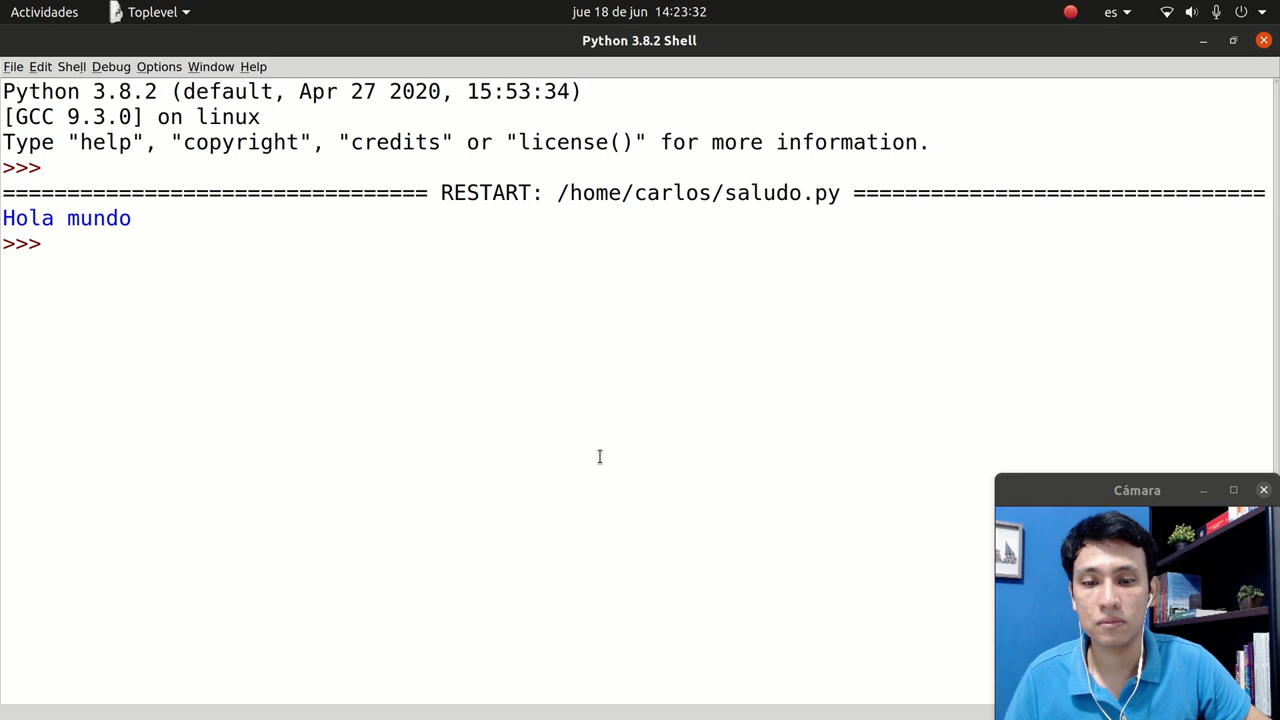 Actividades Toplevel jue 18 de jun 14:23:32 es
Python 3.8.2 Shell
File Edit Shell Debug Options Window Help
Python 3.8.2 (default, Apr 27 2020, 15:53:34)
[GCC 9.3.0] on linux
Type "help", "copyright", "credits" or "license()" for more information.
>>>
================================= RESTART: /home/carlos/saludo.py ================================
Hola mundo
>>>
Cámara